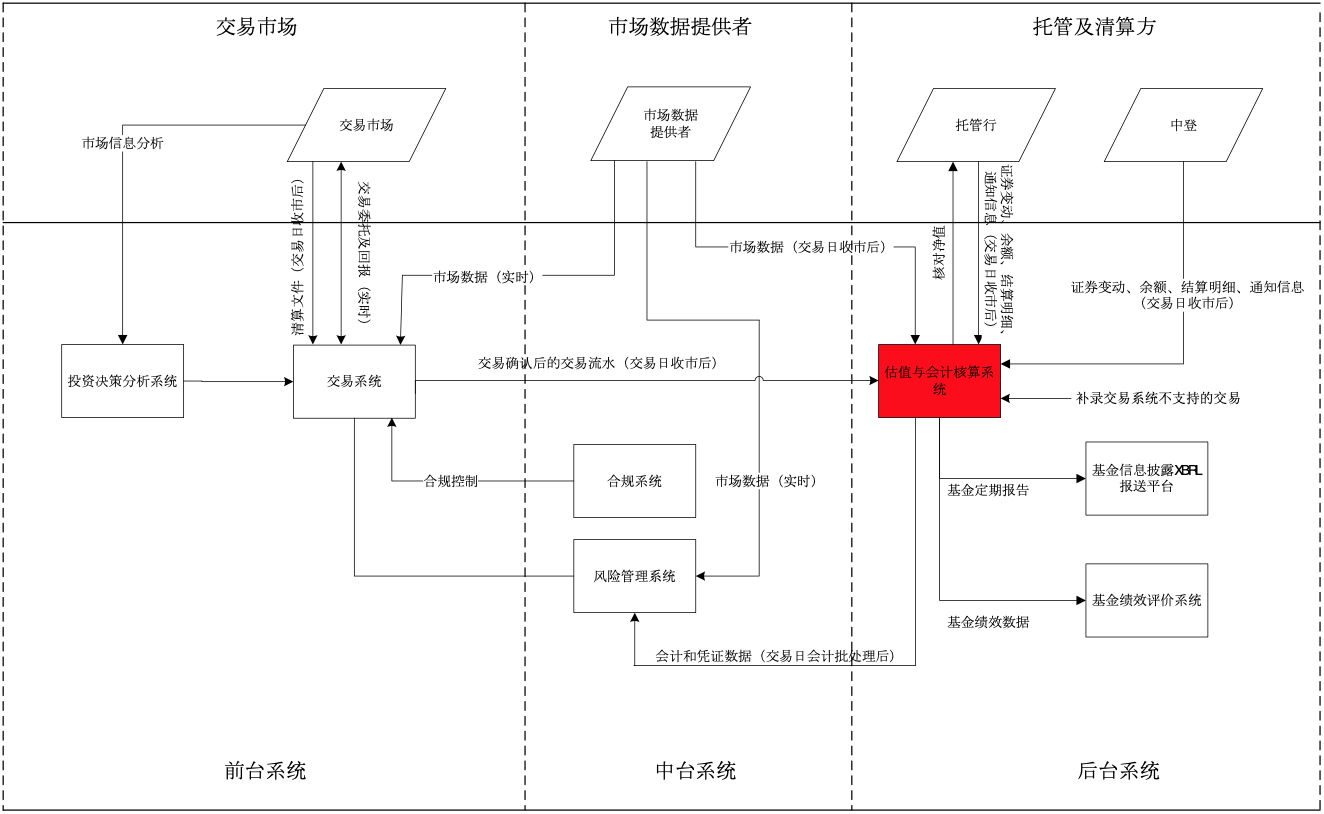 交易市场
市场数据提供者
托管及清算方
交易市场
市场数据
提供者
托管行
中登
市场信息分析
清算文件（交易日收市后）
交易委托及回报（实时）
市场数据（实时）
市场数据（交易日收市后）
核对净值
证券变动、余额、结算明细、
通知信息（交易日收市后）
证券变动、余额、结算明细、通知信息
（交易日收市后）
投资决策分析系统
交易系统
交易确认后的交易流水（交易日收市后）
估值与会计核算系
统
补录交易系统不支持的交易
合规控制
合规系统
市场数据（实时）
基金定期报告
基金信息披露XBRL
报送平台
风险管理系统
基金绩效评价系统
基金绩效数据
会计和凭证数据（交易日会计批处理后）
前台系统
中台系统
后台系统